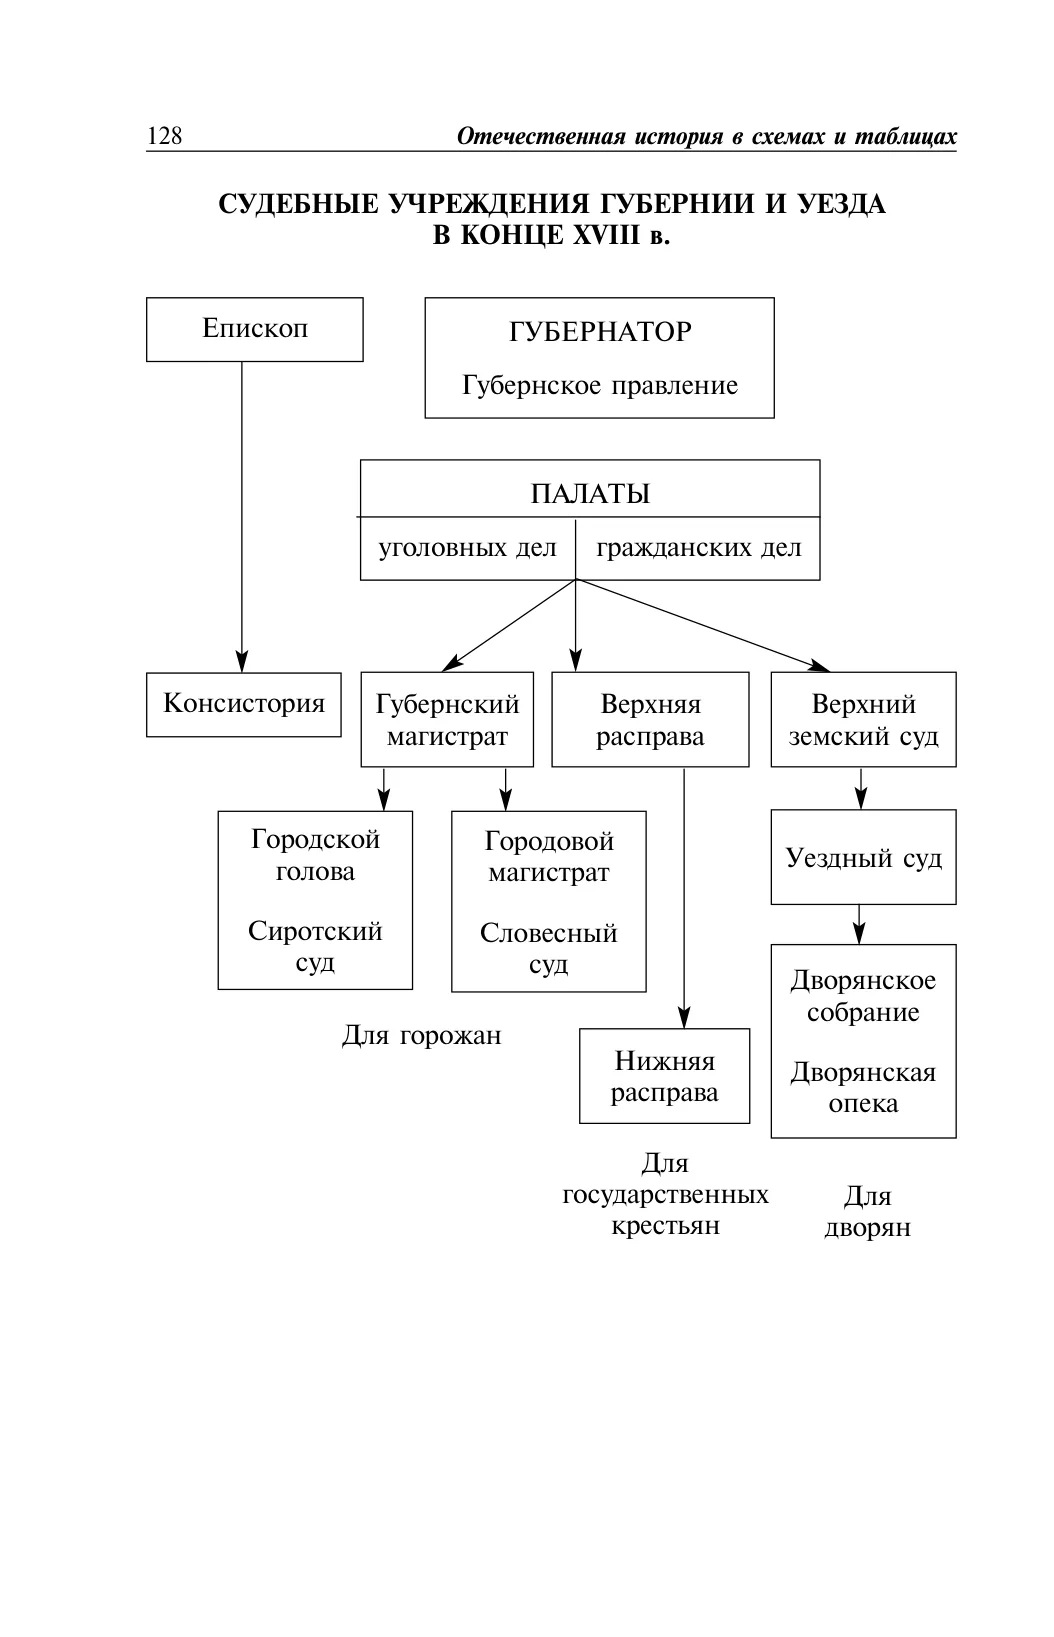 128
Отечественная история в схемах и таблицах
СУДЕБНЫЕ УЧРЕЖДЕНИЯ ГУБЕРНИИ И УЕЗДА
В КОНЦЕ XVIII в.
Епископ
ГУБЕРНАТОР
Губернское правление
ПАЛАТЫ
уголовных дел
гражданских дел
Консистория
Губернский
магистрат
Верхняя
расправа
Верхний
земский суд
Городской
голова
Сиротский
суд
Городовой
магистрат
Словесный
суд
Уездный суд
Для горожан
Нижняя
расправа
Дворянское
собрание
Дворянская
опека
Для
государственных
крестьян
Для
дворян